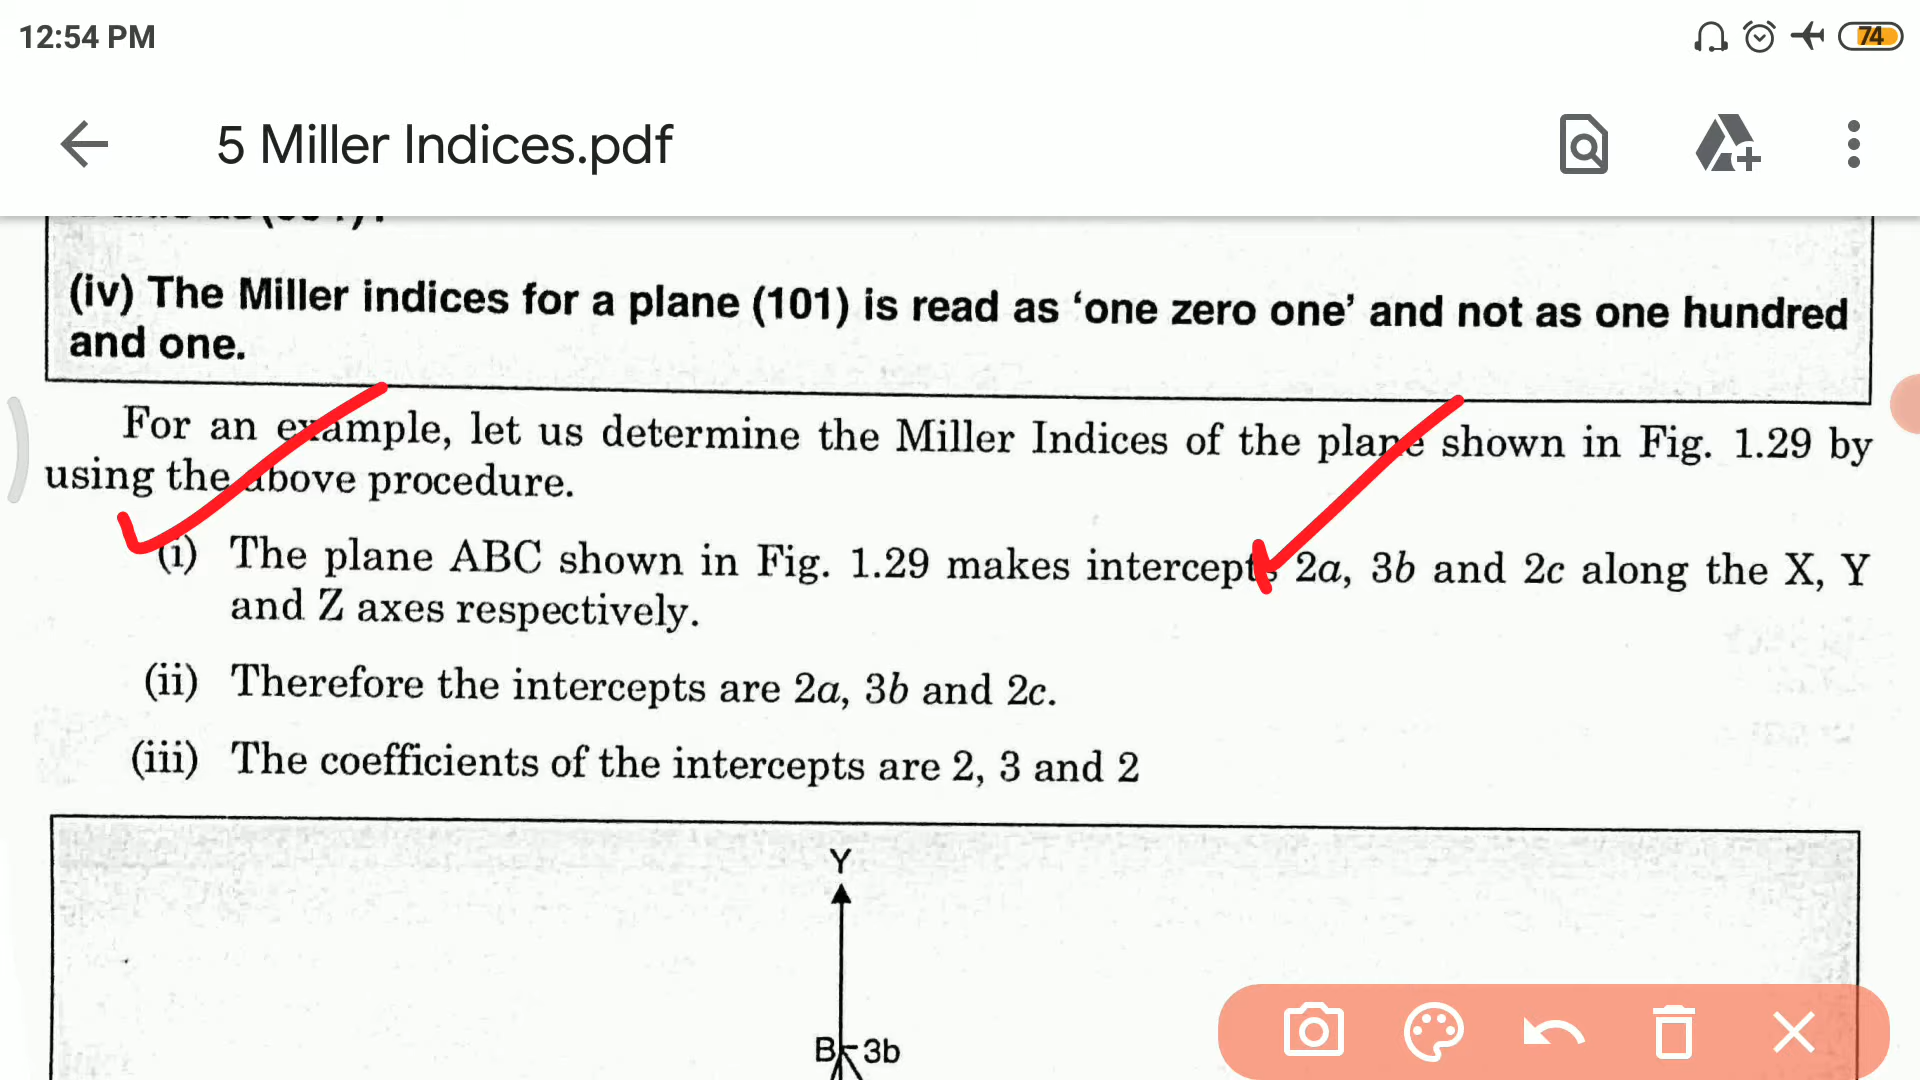 12:54 PM
74
5 Miller Indices.pdf
(iv) The Miller indices for a plane (101) is read as ‘one zero one’ and not as one hundred
and one.
For an example, let us determine the Miller Indices of the plane shown in Fig. 1.29 by
using the above procedure.
(i) The plane ABC shown in Fig. 1.29 makes intercepts 2a, 3b and 2c along the X, Y
and Z axes respectively.
(ii) Therefore the intercepts are 2a, 3b and 2c.
(iii) The coefficients of the intercepts are 2, 3 and 2
Y
B 3b